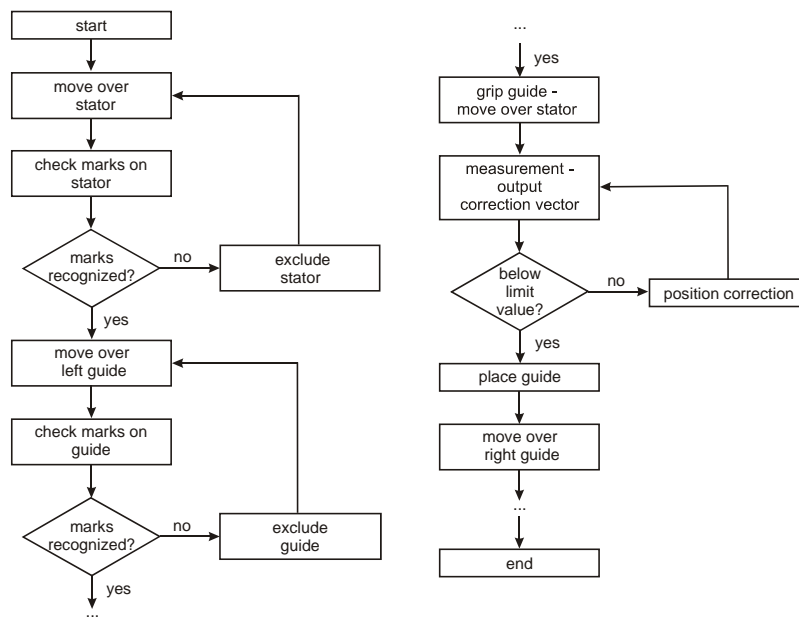 start
move over
stator
check marks on
stator
marks
recognized?
no
exclude
stator
yes
move over
left guide
check marks on
guide
marks
recognized?
no
exclude
guide
yes
...
...
yes
grip guide -
move over stator
measurement -
output
correction vector
below
limit
value?
no
position correction
yes
place guide
move over
right guide
...
end